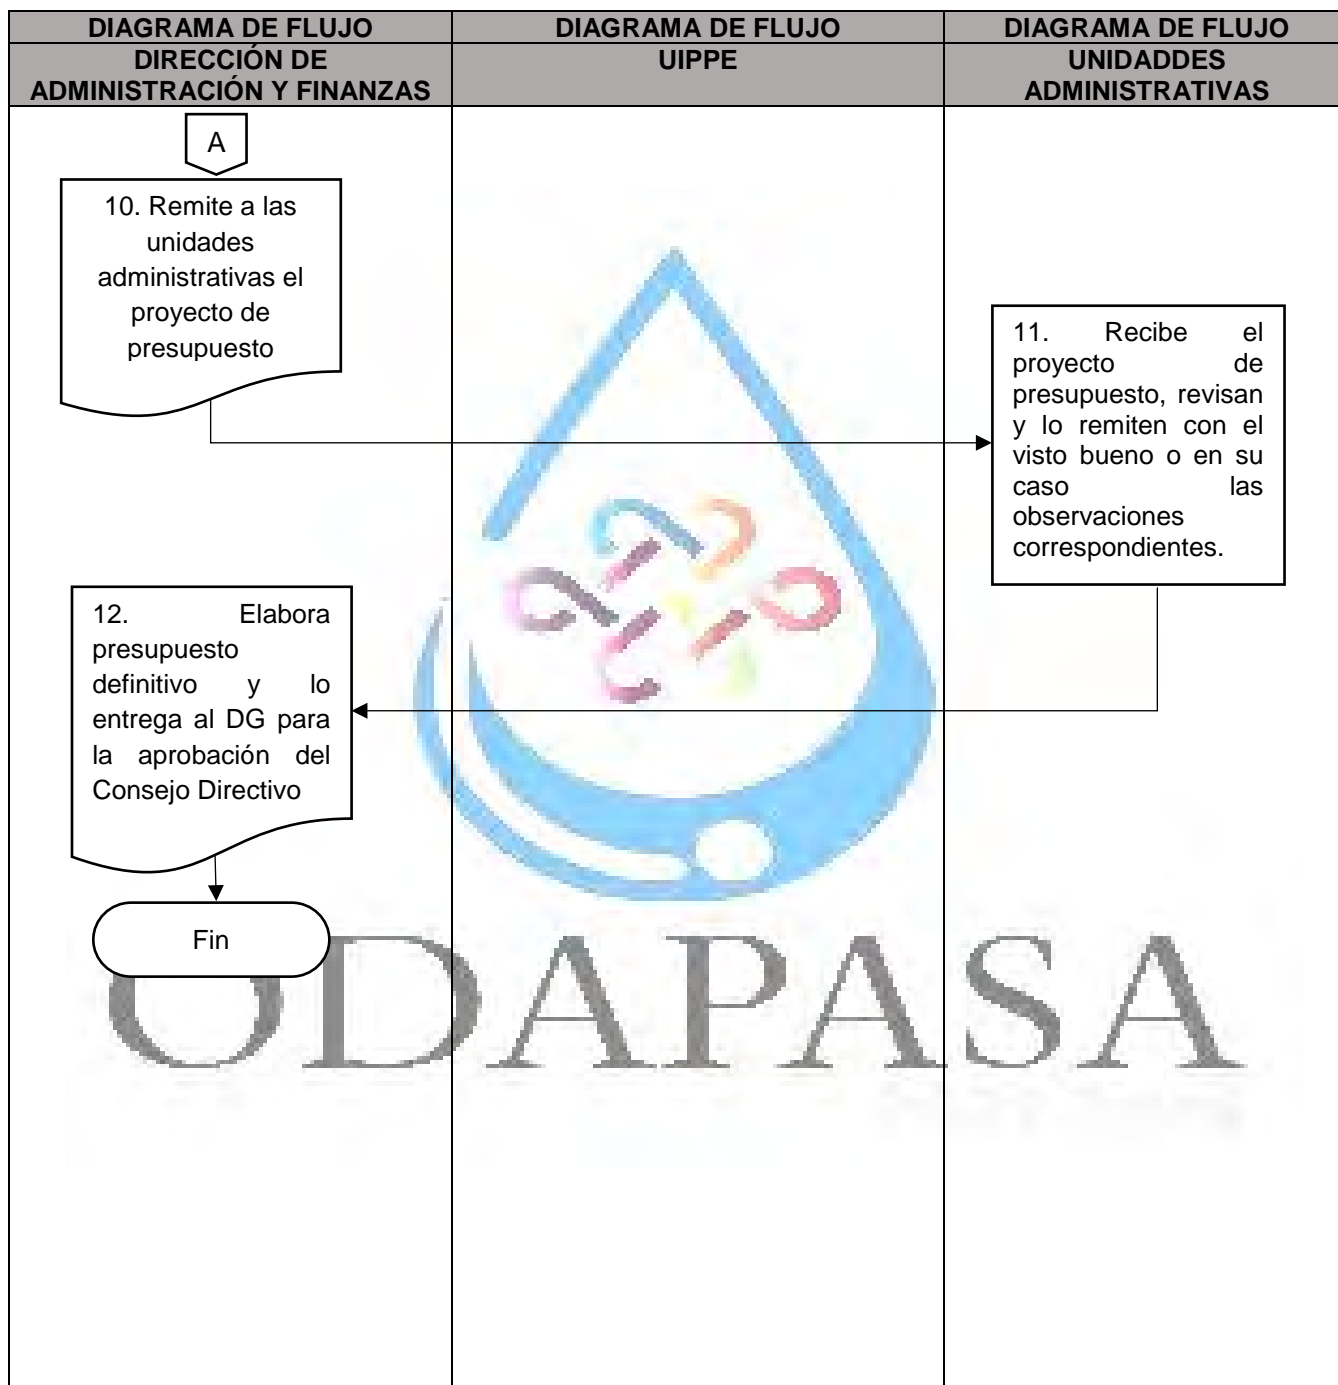 DIAGRAMA DE FLUJO
DIAGRAMA DE FLUJO
DIAGRAMA DE FLUJO
DIRECCIÓN DE
ADMINISTRACIÓN Y FINANZAS
UIPPE
UNIDADDES
ADMINISTRATIVAS
A
10. Remite a las
unidades
administrativas el
proyecto de
presupuesto
11. Recibe el
proyecto de
presupuesto, revisan
y lo remiten con el
visto bueno o en su
caso las
observaciones
correspondientes.
12. Elabora
presupuesto
definitivo y lo
entrega al DG para
la aprobación del
Consejo Directivo
Fin
ODAPASA